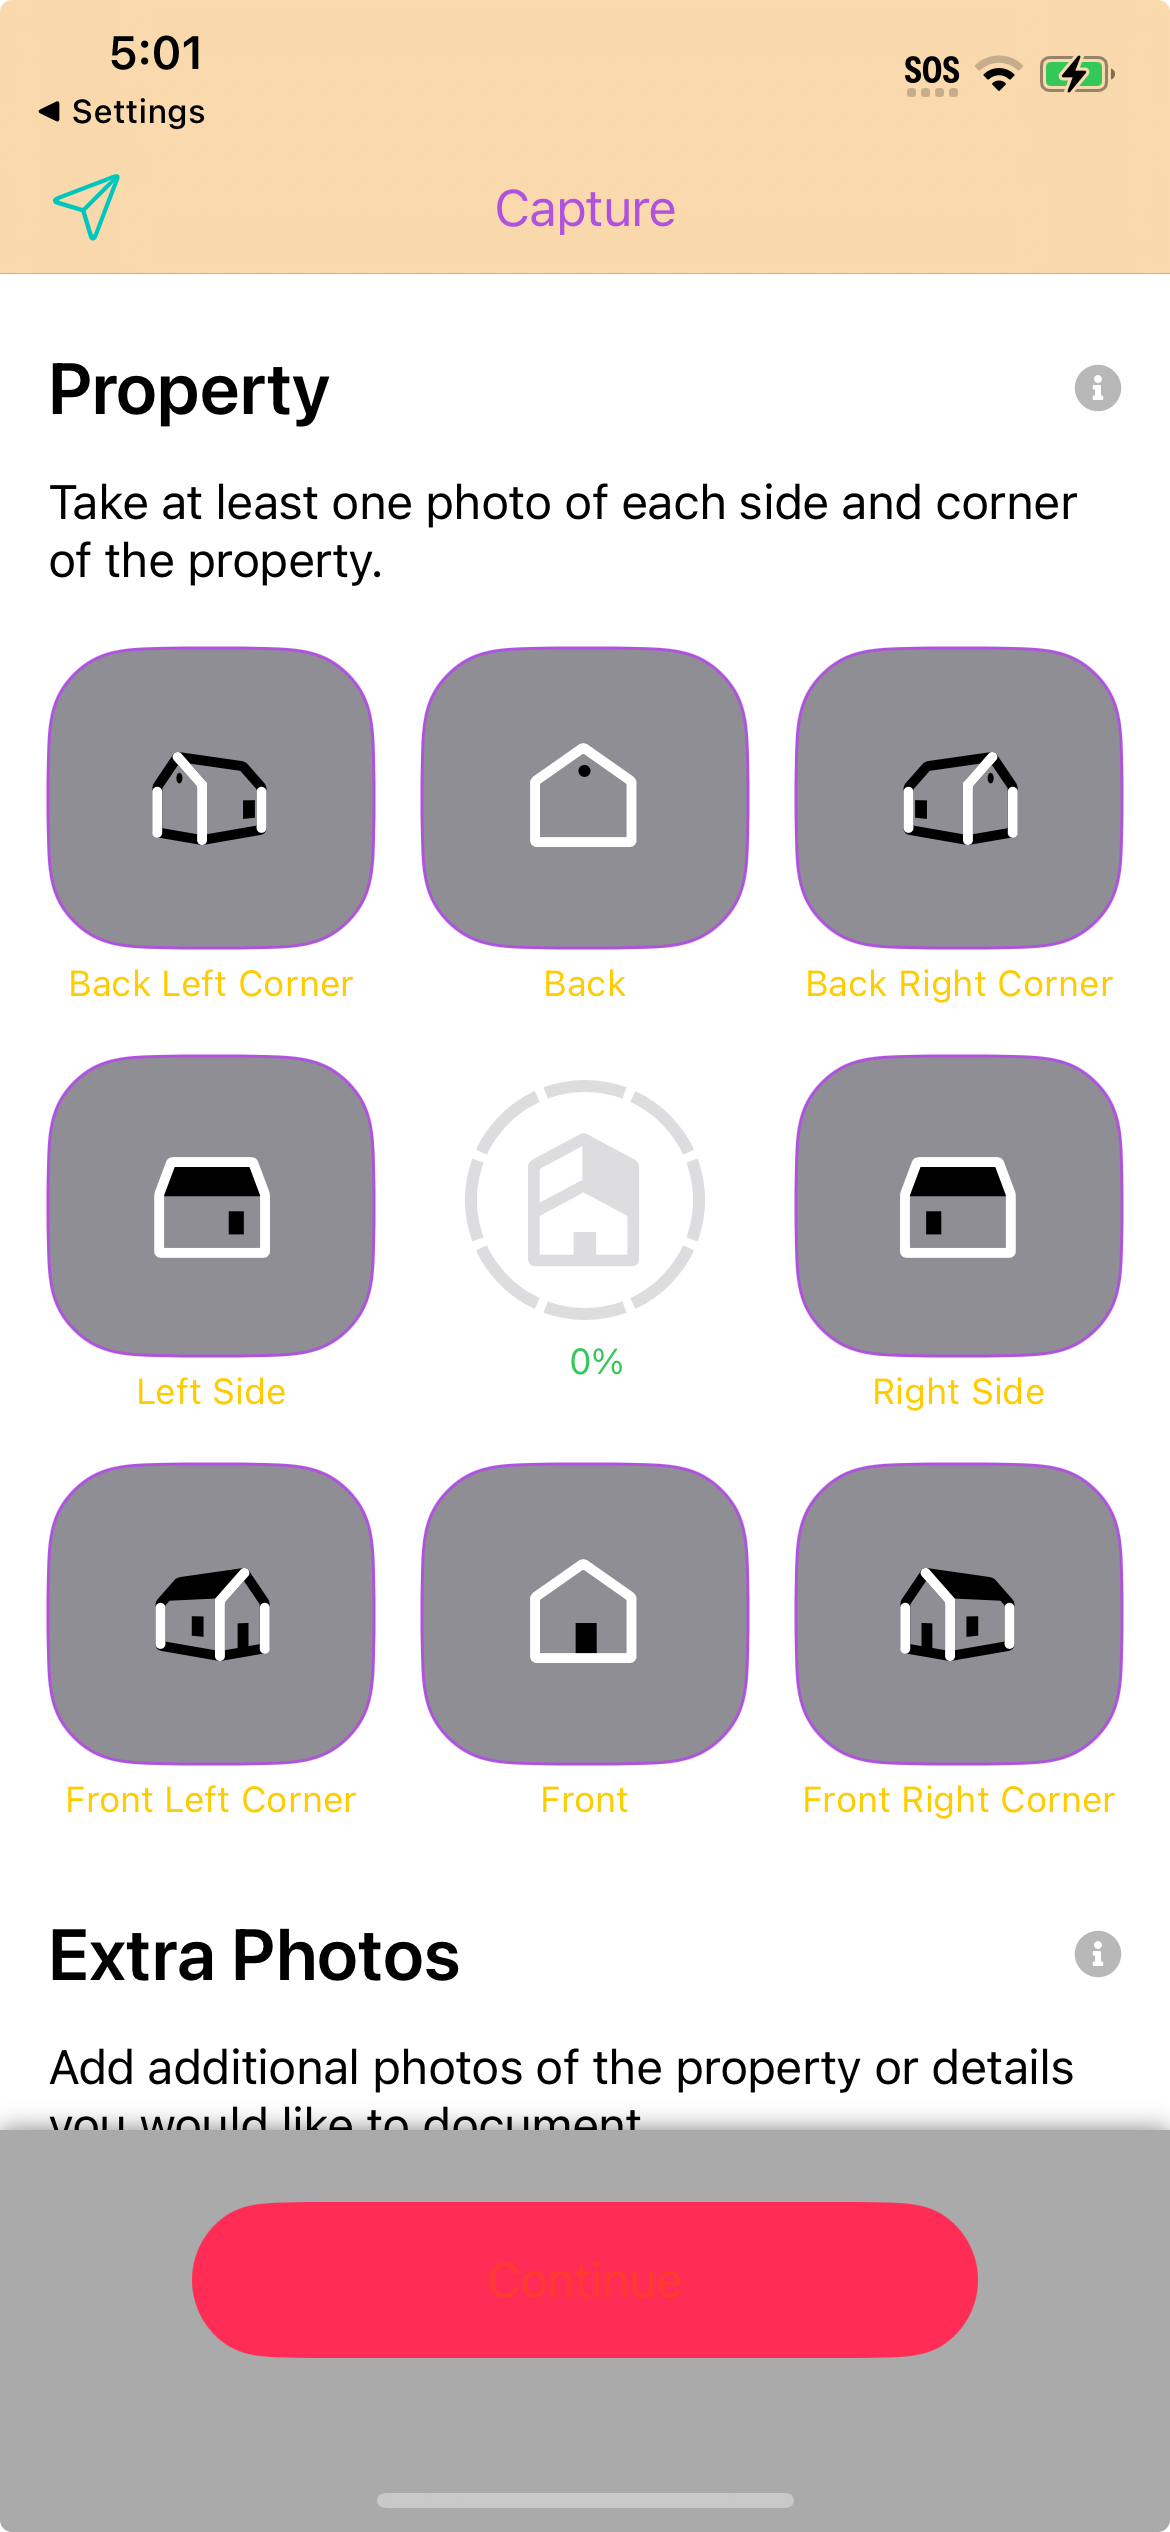 5:01
SOS
◀ Settings
Capture
Property
Take at least one photo of each side and corner
of the property.
Back Left Corner
Back
Back Right Corner
Left Side
0%
Right Side
Front Left Corner
Front
Front Right Corner
Extra Photos
Add additional photos of the property or details
you would like to document
Continue